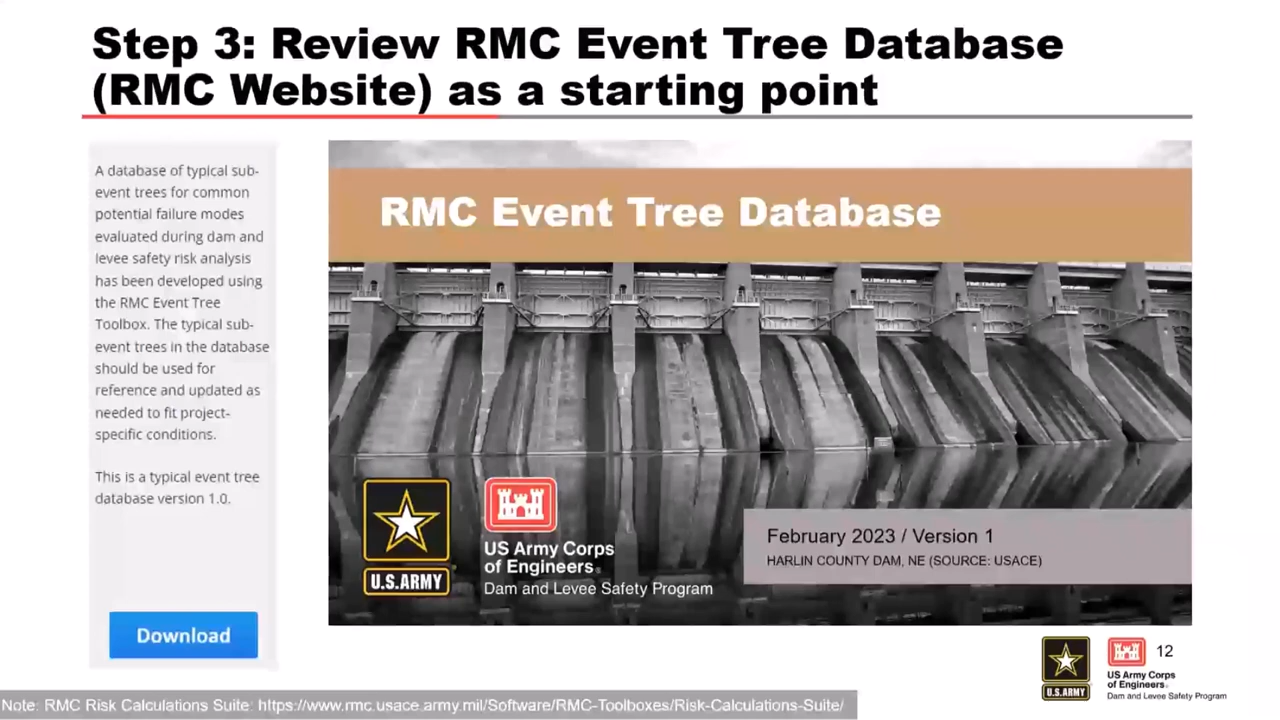 Step 3: Review RMC Event Tree Database
(RMC Website) as a starting point
A database of typical sub-
event trees for common
potential failure modes
evaluated during dam and
levee safety risk analysis
has been developed using
the RMC Event Tree
Toolbox. The typical sub-
event trees in the database
should be used for
reference and updated as
needed to fit project-
specific conditions.
This is a typical event tree
database version 1.0.
Download
RMC Event Tree Database
U.S.ARMY
US Army Corps
of Engineers®
Dam and Levee Safety Program
February 2023 / Version 1
HARLIN COUNTY DAM, NE (SOURCE: USACE)
U.S.ARMY
US Army Corps
of Engineers®
Dam and Levee Safety Program
12
Note: RMC Risk Calculations Suite: https://www.rmc.usace.army.mil/Software/RMC-Toolboxes/Risk-Calculations-Suite/